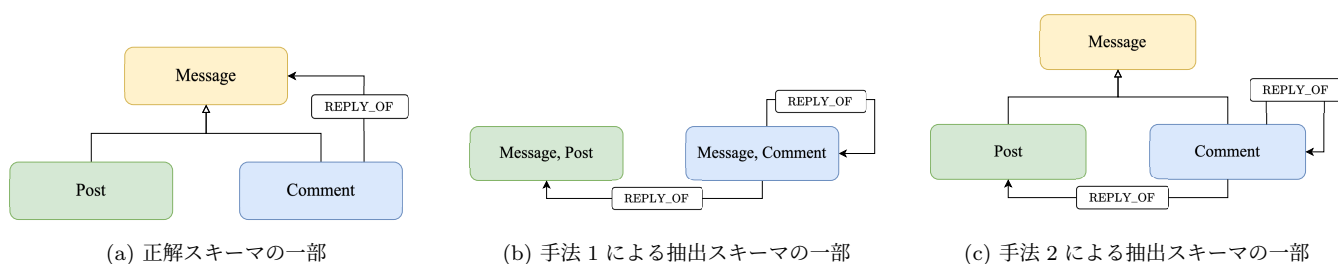 Message
REPLY_OF
Post
Comment
(a) 正解スキーマの一部
REPLY_OF
Message, Post
Message, Comment
REPLY_OF
(b) 手法 1 による抽出スキーマの一部
Message
REPLY_OF
Post
Comment
REPLY_OF
(c) 手法 2 による抽出スキーマの一部